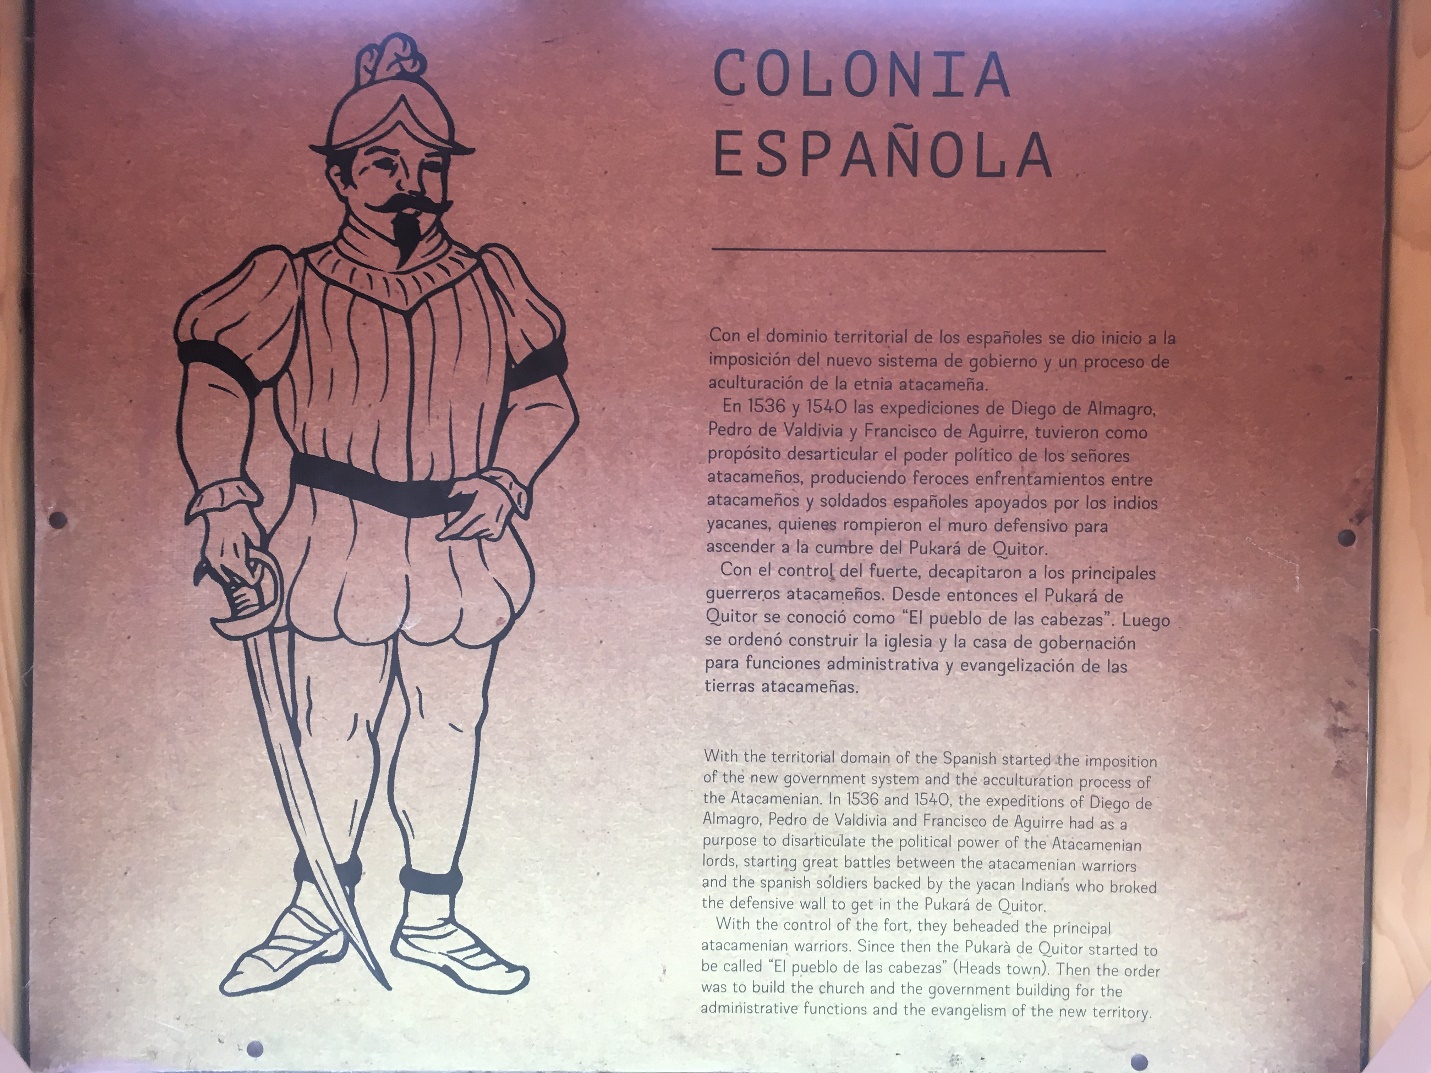 COLONIA
ESPAÑOLA
Con el dominio territorial de los españoles se dio inicio a la
imposición del nuevo sistema de gobierno y un proceso de
aculturación de la etnia atacameña.
En 1536 y 1540 las expediciones de Diego de Almagro,
Pedro de Valdivia y Francisco de Aguirre, tuvieron como
propósito desarticular el poder político de los señores
atacameños, produciendo feroces enfrentamientos entre
atacameños y soldados españoles apoyados por los indios
yacanes, quienes rompieron el muro defensivo para
ascender a la cumbre del Pukará de Quitor.
Con el control del fuerte, decapitaron a los principales
guerreros atacameños. Desde entonces el Pukará de
Quitor se conoció como “El pueblo de las cabezas”. Luego
se ordenó construir la iglesia y la casa de gobernación
para funciones administrativa y evangelización de las
tierras atacameñas.
With the territorial domain of the Spanish started the imposition
of the new government system and the acculturation process of
the Atacamenian. In 1536 and 1540, the expeditions of Diego de
Almagro, Pedro de Valdivia and Francisco de Aguirre had as a
purpose to disarticulate the political power of the Atacamenian
lords, starting great battles between the atacamenian warriors
and the spanish soldiers backed by the yacan Indians who broked
the defensive wall to get in the Pukará de Quitor.
With the control of the fort, they beheaded the principal
atacamenian warriors. Since then the Pukarà de Quitor started to
be called “El pueblo de las cabezas” (Heads town). Then the order
was to build the church and the government building for the
administrative functions and the evangelism of the new territory.